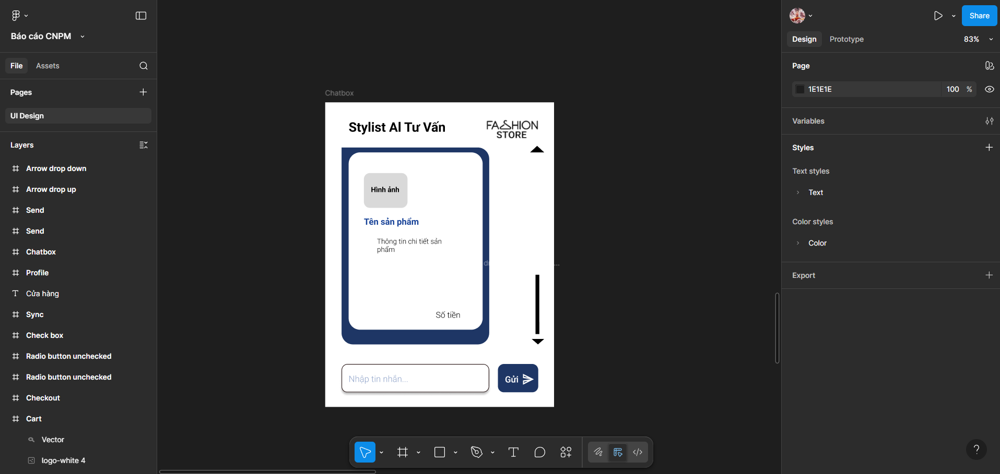 Báo cáo CNPM
File
Assets
Pages
UI Design
Layers
Arrow drop down
Arrow drop up
Send
Send
Chatbox
Profile
Cửa hàng
Sync
Check box
Radio button unchecked
Radio button unchecked
Checkout
Cart
Vector
logo-white 4
Chatbox
Stylist AI Tư Vấn
FASHION
STORE
Hình ảnh
Tên sản phẩm
Thông tin chi tiết sản
phẩm
Số tiền
Nhập tin nhắn...
Gửi
Share
Design
Prototype
83%
Page
1E1E1E
100 %
Variables
Styles
Text styles
Text
Color styles
Color
Export
?